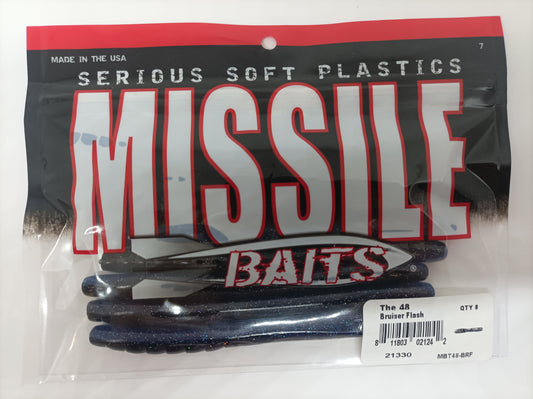 MADE IN THE USA
7
SERIOUS SOFT PLASTICS
MISSILE
BAITS®
The 48 QTY 8
Bruiser Flash
8 11803 02124 2
21330 MBT48-BRF